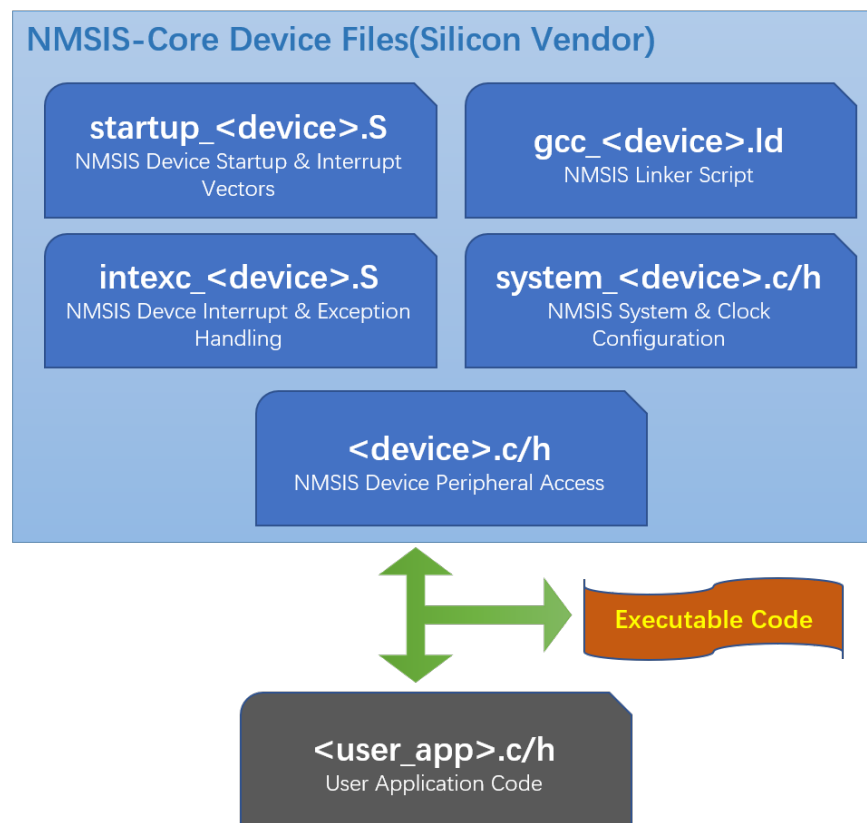 NMSIS-Core Device Files(Silicon Vendor)
startup_<device>.S
NMSIS Device Startup & Interrupt
Vectors
gcc_<device>.ld
NMSIS Linker Script
intexc_<device>.S
NMSIS Devce Interrupt & Exception
Handling
system_<device>.c/h
NMSIS System & Clock
Configuration
<device>.c/h
NMSIS Device Peripheral Access
Executable Code
<user_app>.c/h
User Application Code